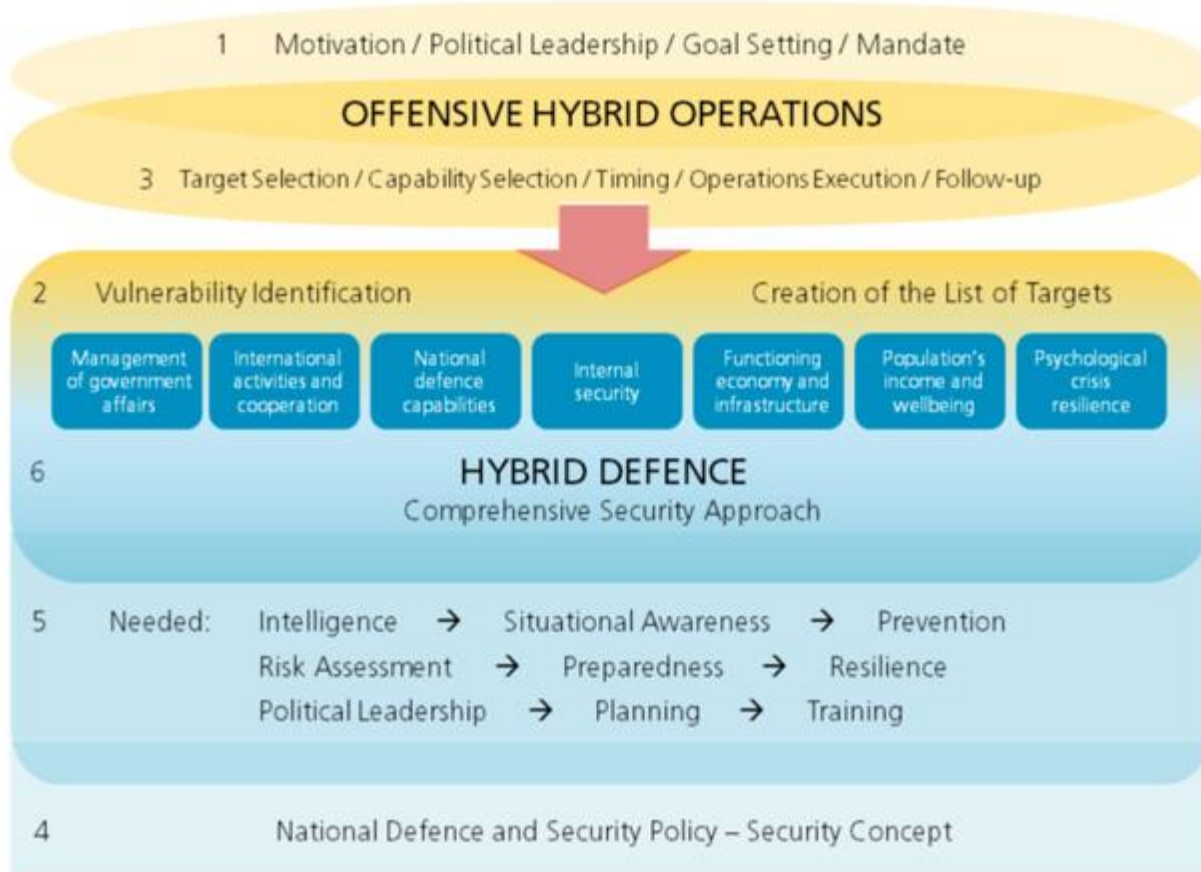 1 Motivation / Political Leadership / Goal Setting / Mandate
OFFENSIVE HYBRID OPERATIONS
3 Target Selection / Capability Selection / Timing / Operations Execution / Follow-up
2 Vulnerability Identification Creation of the List of Targets
Management
of government
affairs
International
activities and
cooperation
National
defence
capabilities
Internal
security
Functioning
economy and
infrastructure
Population's
income and
wellbeing
Psychological
crisis
resilience
6 HYBRID DEFENCE
Comprehensive Security Approach
5 Needed: Intelligence → Situational Awareness → Prevention
Risk Assessment → Preparedness → Resilience
Political Leadership → Planning → Training
4 National Defence and Security Policy – Security Concept